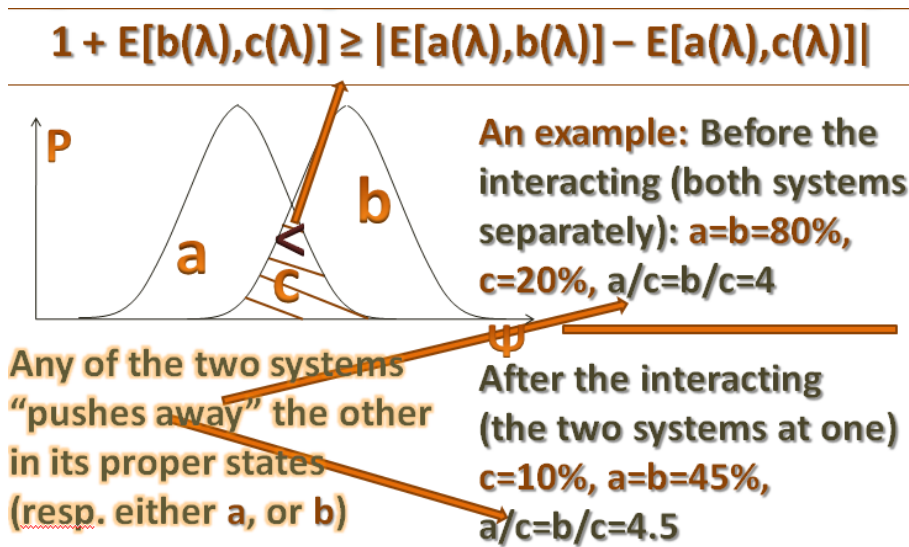 1 + E[b(λ),c(λ)] ≥ |E[a(λ),b(λ)] – E[a(λ),c(λ)]|
P
a
b
<
c
Ψ
An example: Before the
interacting (both systems
separately): a=b=80%,
c=20%, a/c=b/c=4
Any of the two systems
“pushes away” the other
in its proper states
(resp. either a, or b)
After the interacting
(the two systems at one)
c=10%, a=b=45%,
a/c=b/c=4.5